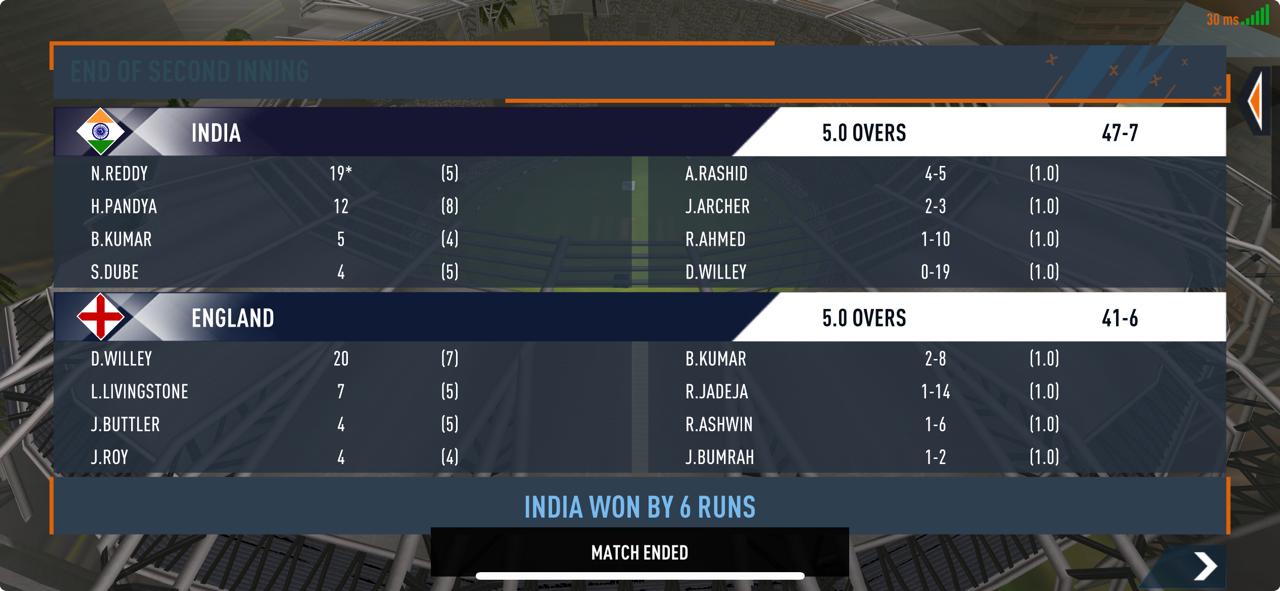 30 ms
END OF SECOND INNING
INDIA 5.0 OVERS 47-7
N.REDDY 19* (5) A.RASHID 4-5 (1.0)
H.PANDYA 12 (8) J.ARCHER 2-3 (1.0)
B.KUMAR 5 (4) R.AHMED 1-10 (1.0)
S.DUBE 4 (5) D.WILLEY 0-19 (1.0)
ENGLAND 5.0 OVERS 41-6
D.WILLEY 20 (7) B.KUMAR 2-8 (1.0)
L.LIVINGSTONE 7 (5) R.JADEJA 1-14 (1.0)
J.BUTTLER 4 (5) R.ASHWIN 1-6 (1.0)
J.ROY 4 (4) J.BUMRAH 1-2 (1.0)
INDIA WON BY 6 RUNS
MATCH ENDED